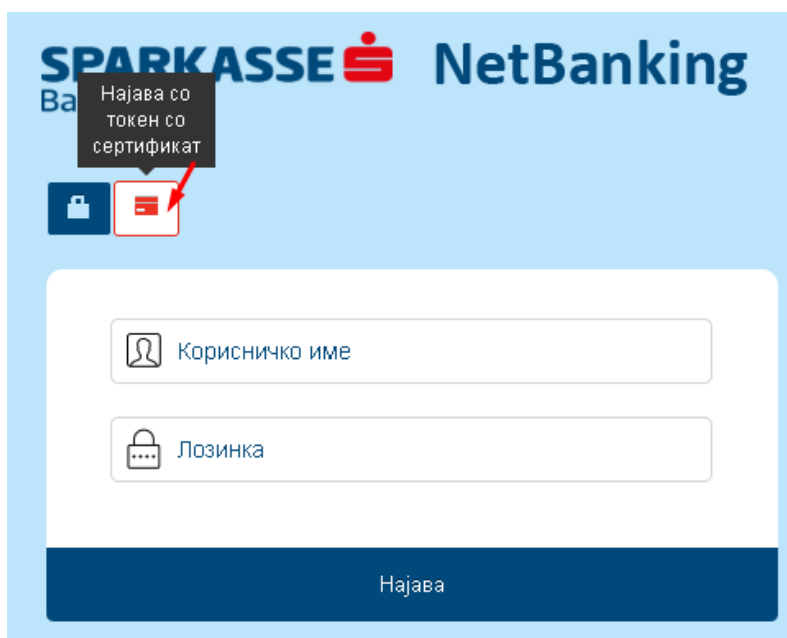 SPARKASSE NetBanking
Ba
Најава со
токен со
сертификат
Корисничко име
Лозинка
Најава